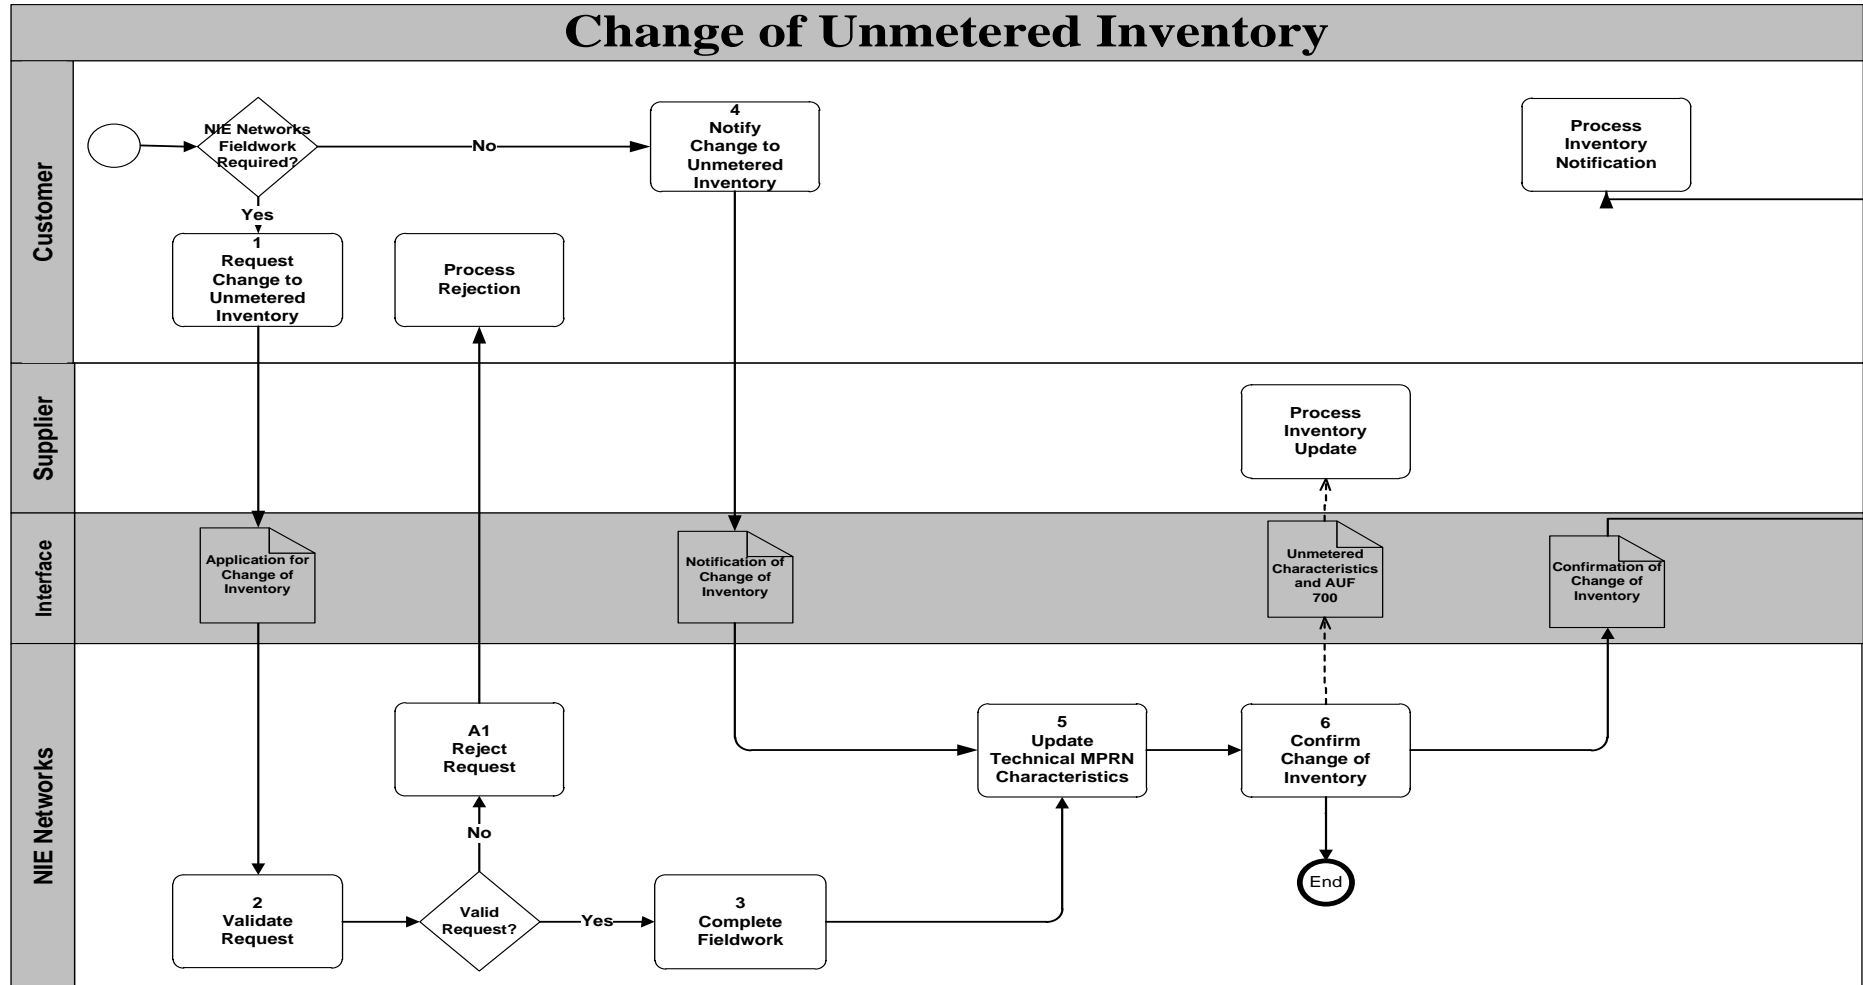 Change of Unmetered Inventory
Customer
NIE Networks
Fieldwork
Required?
No
Yes
4
Notify
Change to
Unmetered
Inventory
Process
Inventory
Notification
1
Request
Change to
Unmetered
Inventory
Process
Rejection
Supplier
Process
Inventory
Update
Interface
Application for
Change of
Inventory
Notification of
Change of
Inventory
Unmetered
Characteristics
and AUF
700
Confirmation of
Change of
Inventory
NIE Networks
A1
Reject
Request
No
5
Update
Technical MPRN
Characteristics
6
Confirm
Change of
Inventory
2
Validate
Request
Valid
Request?
Yes
3
Complete
Fieldwork
End